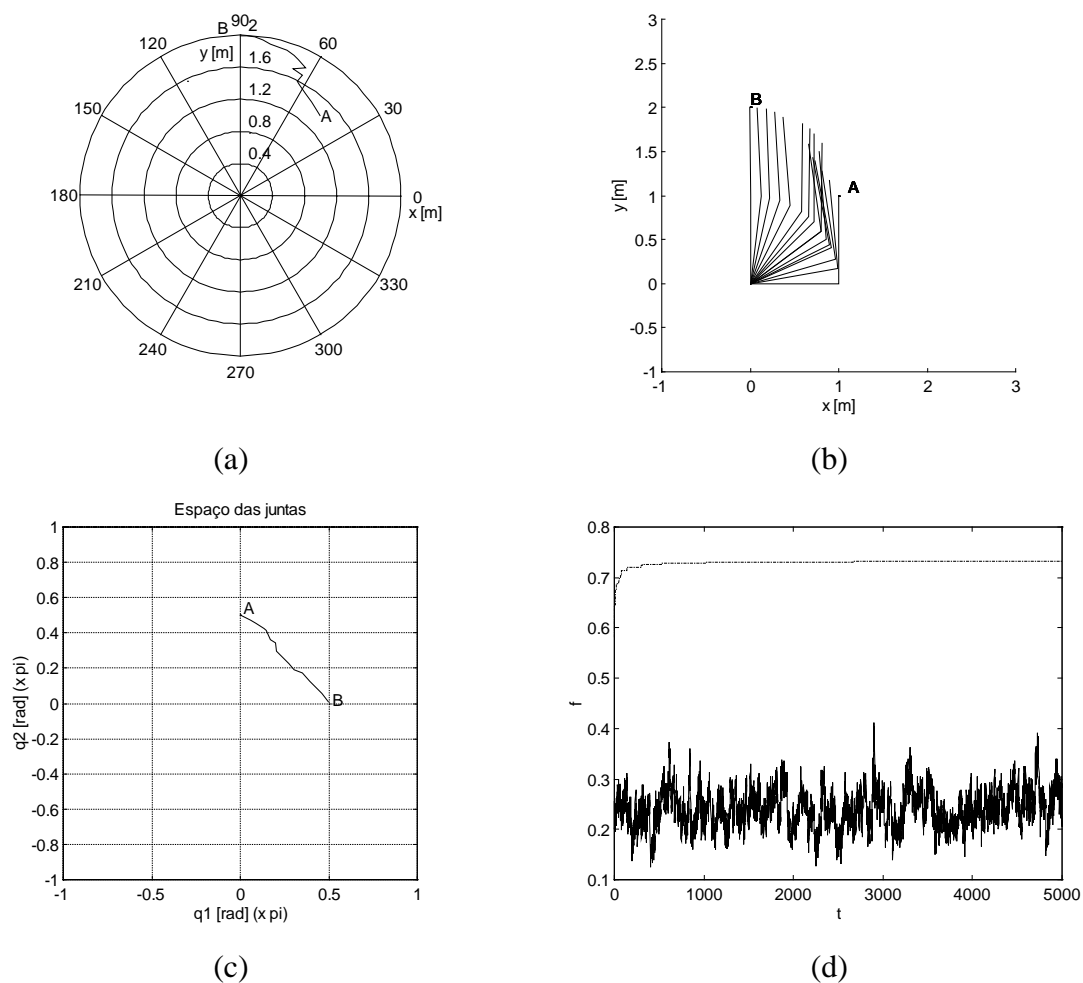 B 90 2
120
60
y [m]
1.6
1.2
150
30
A
0.8
0.4
180
0
x [m]
210
330
240
300
270
(a)
3
2.5
2
B
1.5
y [m]
1
A
0.5
0
-0.5
-1
-1 0 1 2 3
x [m]
(b)
Espaço das juntas
1
0.8
0.6
A
0.4
0.2
q2 [rad] (x pi)
0
B
-0.2
-0.4
-0.6
-0.8
-1
-1 -0.5 0 0.5 1
q1 [rad] (x pi)
(c)
0.8
0.7
0.6
0.5
f
0.4
0.3
0.2
0.1
0 1000 2000 3000 4000 5000
t
(d)